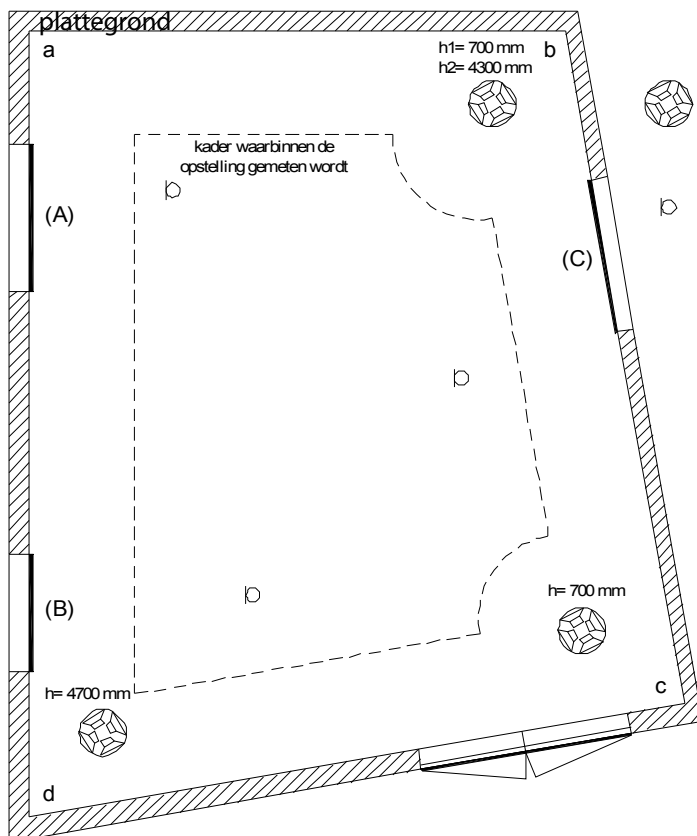 plattegrond
a
h1= 700 mm
h2= 4300 mm
b
kader waarbinnen de
opstelling gemeten wordt
(A)
(C)
(B)
h= 700 mm
h= 4700 mm
c
d